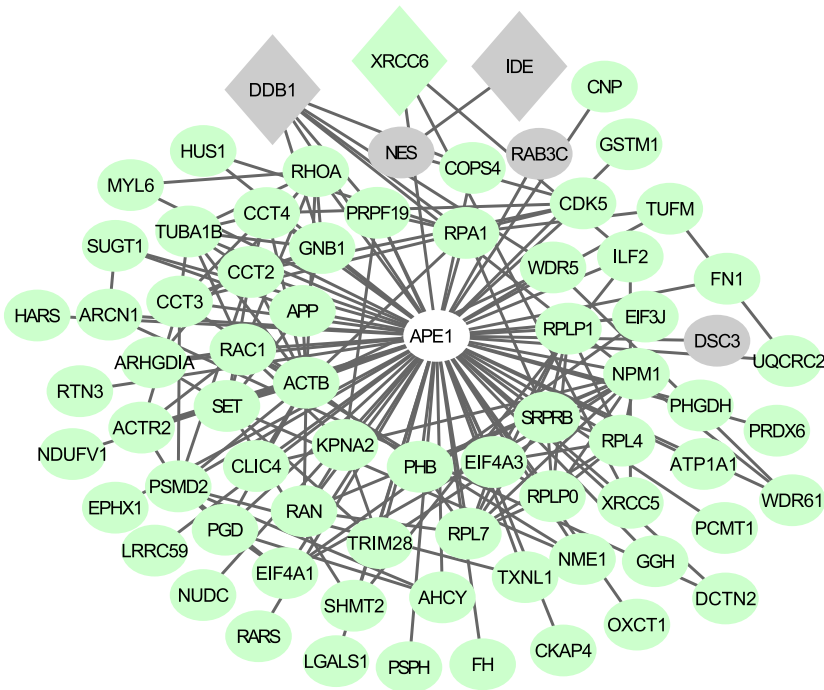 XRCC6
IDE
DDB1
CNP
GSTM1
HUS1
NES
RAB3C
COPS4
RHOA
MYL6
CDK5
TUFM
CCT4
PRPF19
TUBA1B
RPA1
SUGT1
GNB1
WDR5
ILF2
CCT2
FN1
CCT3
APP
HARS
ARCN1
APE1
RPLP1
EIF3J
DSC3
RAC1
ARHGDIA
UQCRC2
RTN3
ACTB
NPM1
SET
SRPRB
PHGDH
ACTR2
PRDX6
NDUFV1
KPNA2
RPL4
CLIC4
PHB
EIF4A3
ATP1A1
PSMD2
EPHX1
RPLP0
XRCC5
WDR61
RAN
PGD
PCMT1
LRRC59
TRIM28
RPL7
NME1
GGH
EIF4A1
TXNL1
NUDC
SHMT2
AHCY
DCTN2
RARS
OXCT1
LGALS1
PSPH
FH
CKAP4